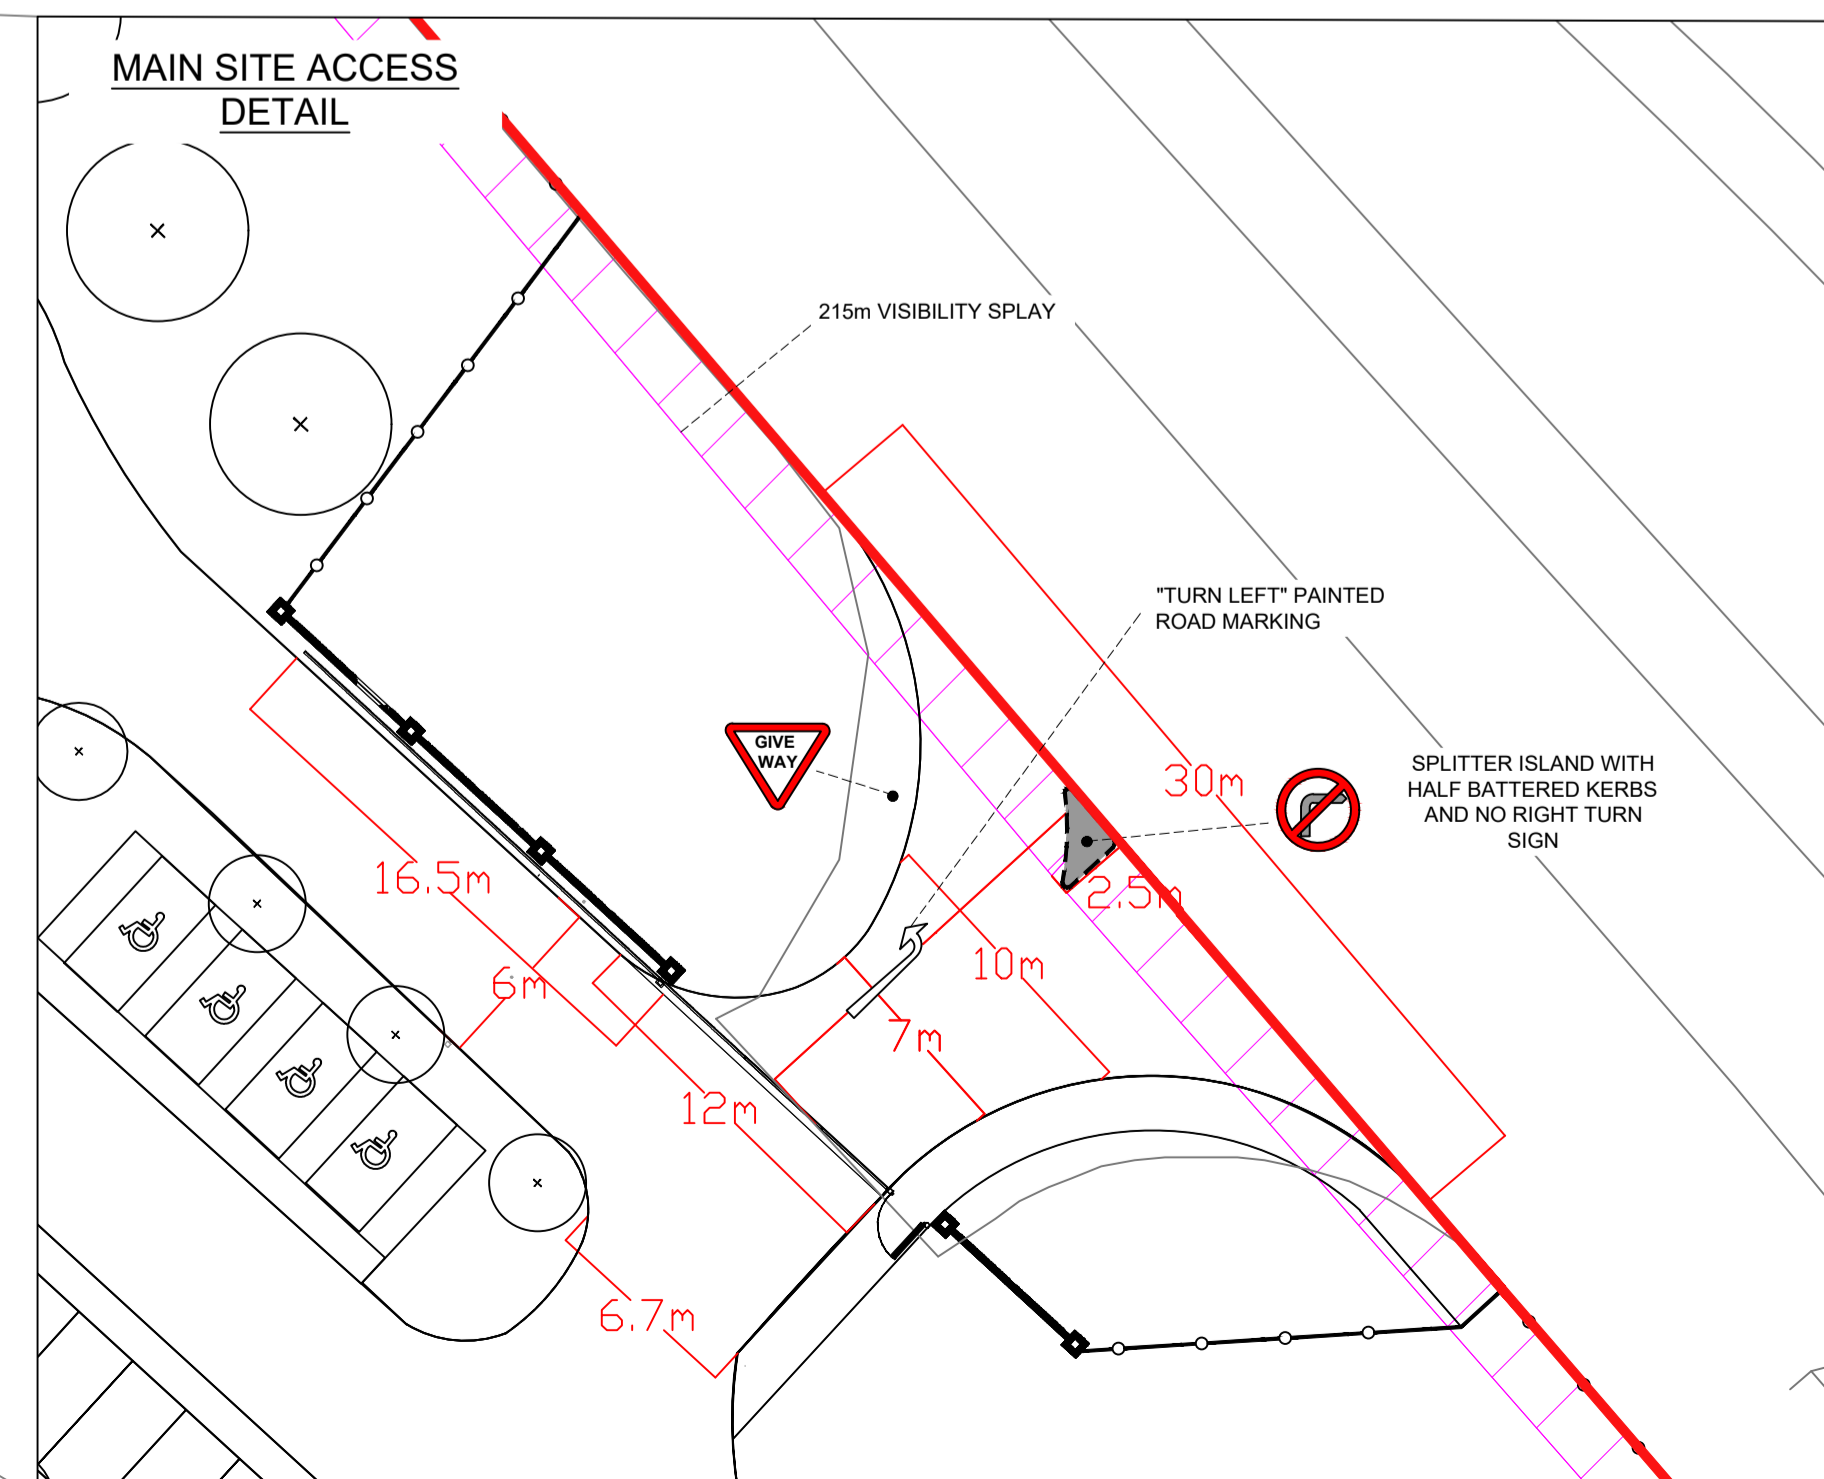 MAIN SITE ACCESS
DETAIL
215m VISIBILITY SPLAY
"TURN LEFT" PAINTED
ROAD MARKING
GIVE
WAY
30m
SPLITTER ISLAND WITH
HALF BATTERED KERBS
AND NO RIGHT TURN
SIGN
16.5m
2.5m
10m
6m
7m
12m
6.7m